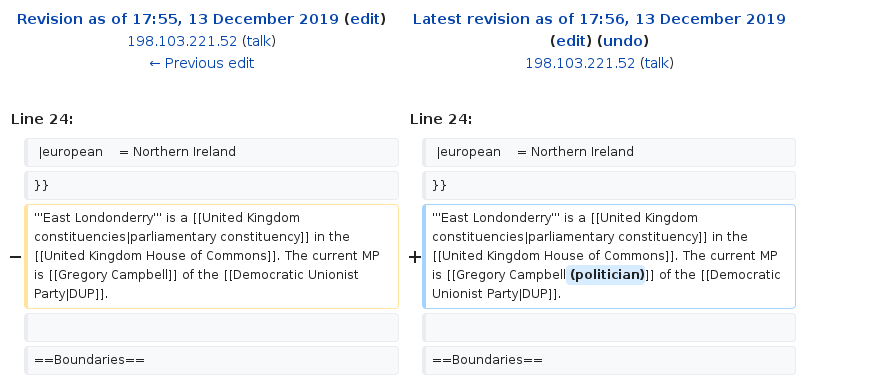 Revision as of 17:55, 13 December 2019 (edit)
198.103.221.52 (talk)
← Previous edit
Latest revision as of 17:56, 13 December 2019
(edit) (undo)
198.103.221.52 (talk)
Line 24:
Line 24:
|european = Northern Ireland
|european = Northern Ireland
}}
}}
− '''East Londonderry''' is a [[United Kingdom
constituencies|parliamentary constituency]] in the
[[United Kingdom House of Commons]]. The current MP
is [[Gregory Campbell]] of the [[Democratic Unionist
Party|DUP]].
+ '''East Londonderry''' is a [[United Kingdom
constituencies|parliamentary constituency]] in the
[[United Kingdom House of Commons]]. The current MP
is [[Gregory Campbell (politician)]] of the [[Democratic
Unionist Party|DUP]].
==Boundaries==
==Boundaries==